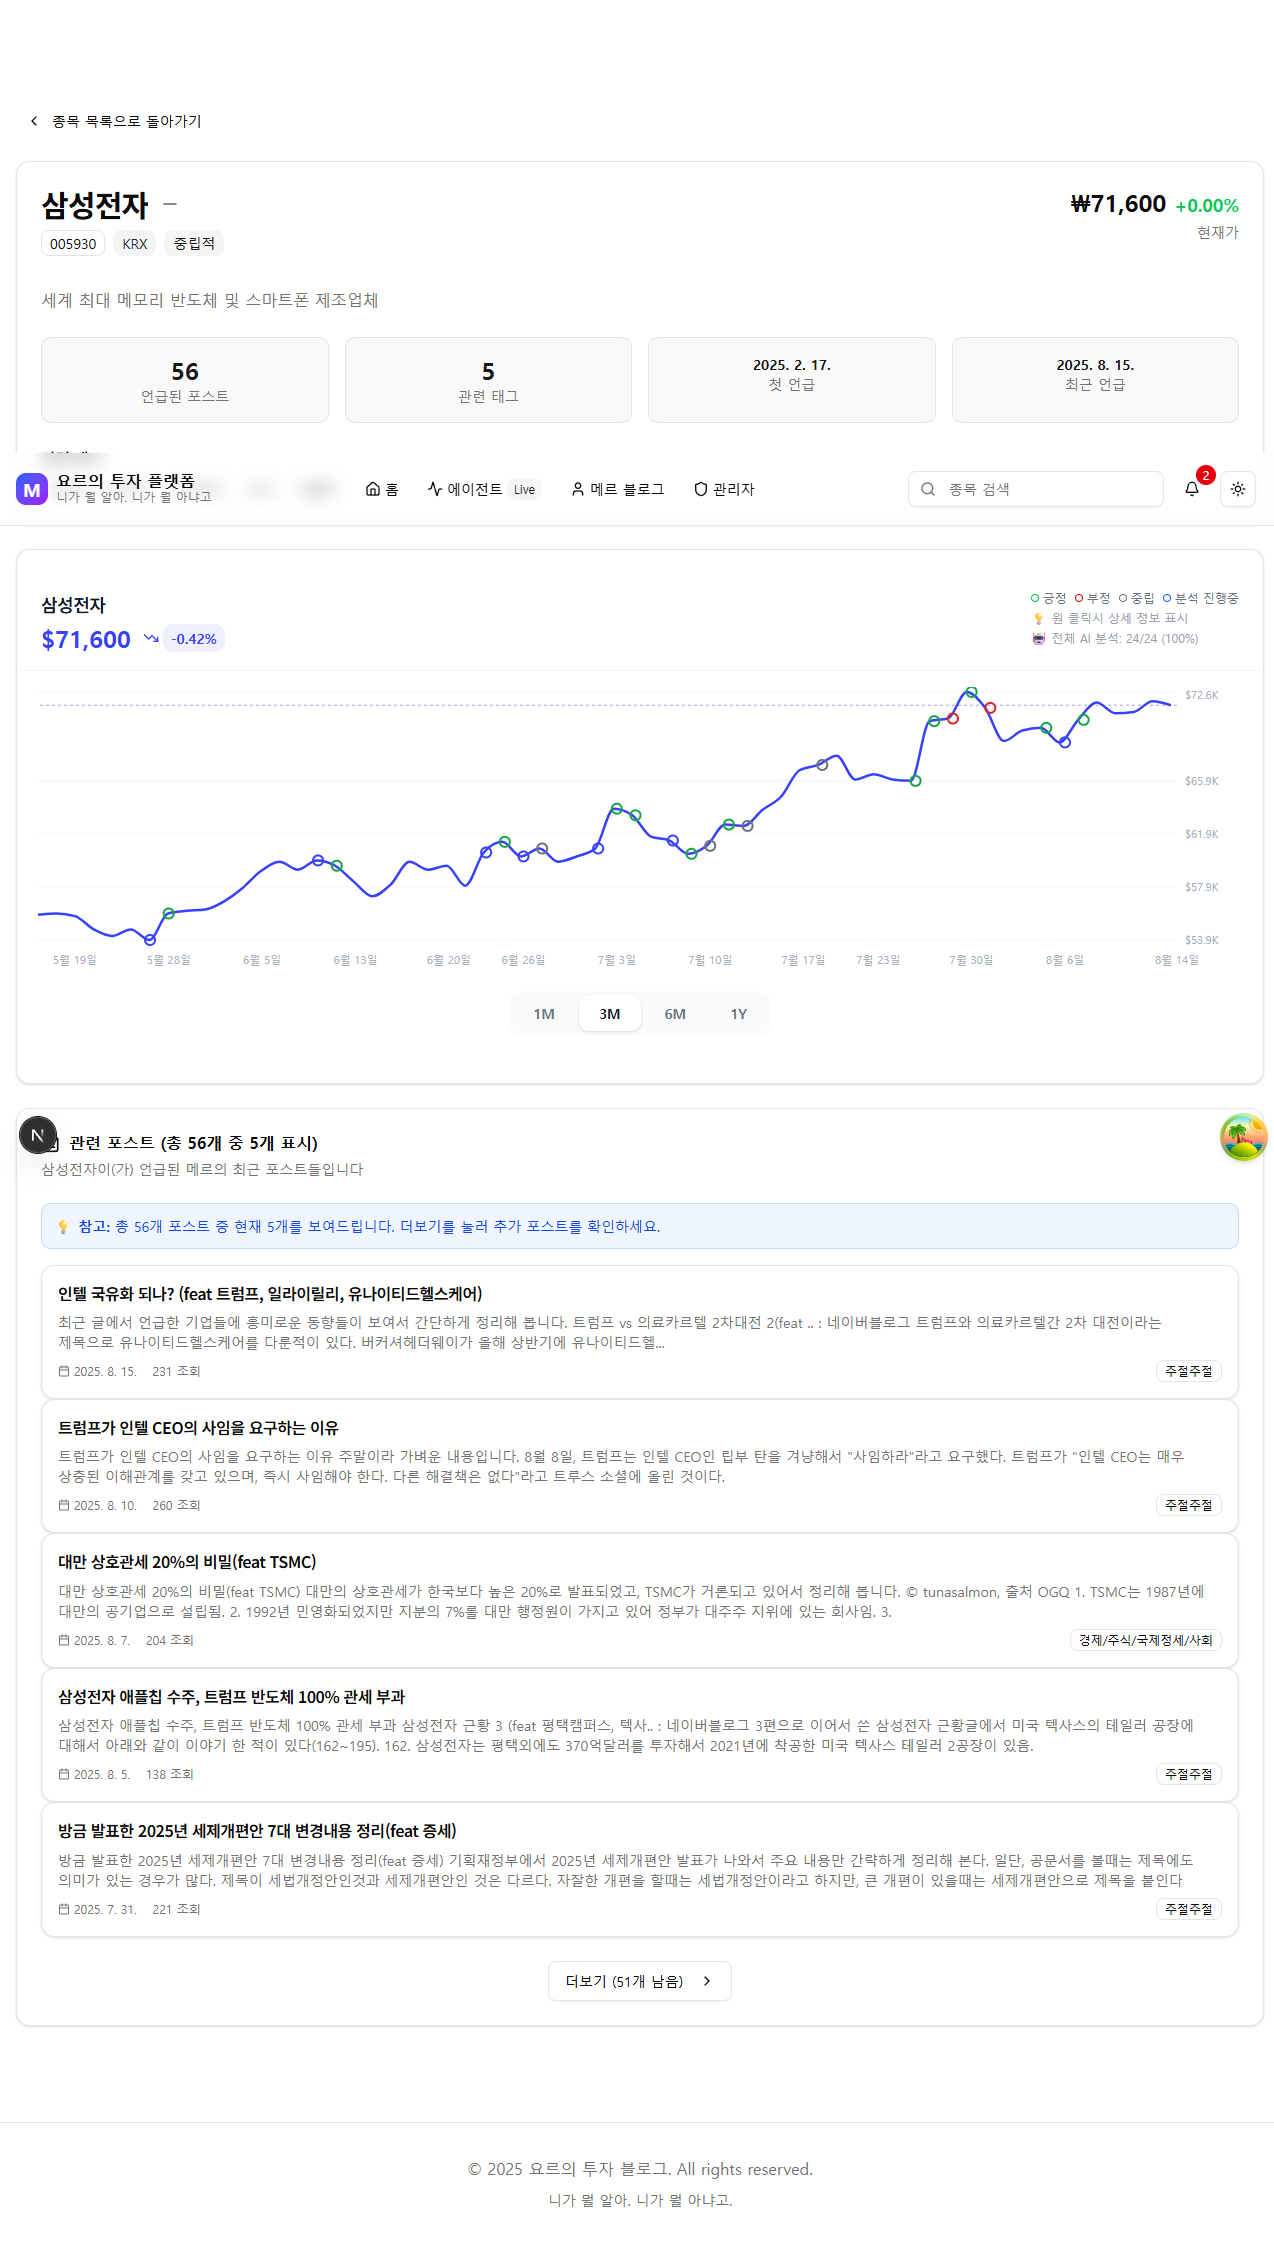 종목 목록으로 돌아가기
삼성전자 —
₩71,600 +0.00%
현재가
005930 KRX 중립적
세계 최대 메모리 반도체 및 스마트폰 제조업체
56
언급된 포스트
5
관련 태그
2025. 2. 17.
첫 언급
2025. 8. 15.
최근 언급
M
요르의 투자 플랫폼
니가 뭘 알아. 니가 뭘 아냐고
홈
에이전트 Live
메르 블로그
관리자
종목 검색
2
삼성전자
$71,600 -0.42%
긍정 부정 중립 분석 진행중
💡 원 클릭시 상세 정보 표시
🤖 전체 AI 분석: 24/24 (100%)
$72.6K
$65.9K
$61.9K
$57.9K
$53.9K
5월 19일 5월 28일 6월 5일 6월 13일 6월 20일 6월 26일 7월 3일 7월 10일 7월 17일 7월 23일 7월 30일 8월 6일 8월 14일
1M 3M 6M 1Y
N
관련 포스트 (총 56개 중 5개 표시)
삼성전자이(가) 언급된 메르의 최근 포스트들입니다
💡 참고: 총 56개 포스트 중 현재 5개를 보여드립니다. 더보기를 눌러 추가 포스트를 확인하세요.
인텔 국유화 되나? (feat 트럼프, 일라이릴리, 유나이티드헬스케어)
최근 글에서 언급한 기업들에 흥미로운 동향들이 보여서 간단하게 정리해 봅니다. 트럼프 vs 의료카르텔 2차대전 2(feat .. : 네이버블로그 트럼프와 의료카르텔간 2차 대전이라는
제목으로 유나이티드헬스케어를 다룬적이 있다. 버커셔헤더웨이가 올해 상반기에 유나이티드헬...
2025. 8. 15. 231 조회
주절주절
트럼프가 인텔 CEO의 사임을 요구하는 이유
트럼프가 인텔 CEO의 사임을 요구하는 이유 주말이라 가벼운 내용입니다. 8월 8일, 트럼프는 인텔 CEO인 립부 탄을 겨냥해서 "사임하라"라고 요구했다. 트럼프가 "인텔 CEO는 매우
상충된 이해관계를 갖고 있으며, 즉시 사임해야 한다. 다른 해결책은 없다"라고 트루스 소셜에 올린 것이다.
2025. 8. 10. 260 조회
주절주절
대만 상호관세 20%의 비밀(feat TSMC)
대만 상호관세 20%의 비밀(feat TSMC) 대만의 상호관세가 한국보다 높은 20%로 발표되었고, TSMC가 거론되고 있어서 정리해 봅니다. © tunasalmon, 출처 OGQ 1. TSMC는 1987년에
대만의 공기업으로 설립됨. 2. 1992년 민영화되었지만 지분의 7%를 대만 행정원이 가지고 있어 정부가 대주주 지위에 있는 회사임. 3.
2025. 8. 7. 204 조회
경제/주식/국제정세/사회
삼성전자 애플칩 수주, 트럼프 반도체 100% 관세 부과
삼성전자 애플칩 수주, 트럼프 반도체 100% 관세 부과 삼성전자 근황 3 (feat 평택캠퍼스, 텍사.. : 네이버블로그 3편으로 이어서 쓴 삼성전자 근황글에서 미국 텍사스의 테일러 공장에
대해서 아래와 같이 이야기 한 적이 있다(162~195). 162. 삼성전자는 평택외에도 370억달러를 투자해서 2021년에 착공한 미국 텍사스 테일러 2공장이 있음.
2025. 8. 5. 138 조회
주절주절
방금 발표한 2025년 세제개편안 7대 변경내용 정리(feat 증세)
방금 발표한 2025년 세제개편안 7대 변경내용 정리(feat 증세) 기획재정부에서 2025년 세제개편안 발표가 나와서 주요 내용만 간략하게 정리해 본다. 일단, 공문서를 볼때는 제목에도
의미가 있는 경우가 많다. 제목이 세법개정안인것과 세제개편안인 것은 다르다. 자잘한 개편을 할때는 세법개정안이라고 하지만, 큰 개편이 있을때는 세제개편안으로 제목을 붙인다
2025. 7. 31. 221 조회
주절주절
더보기 (51개 남음)
© 2025 요르의 투자 블로그. All rights reserved.
니가 뭘 알아. 니가 뭘 아냐고.